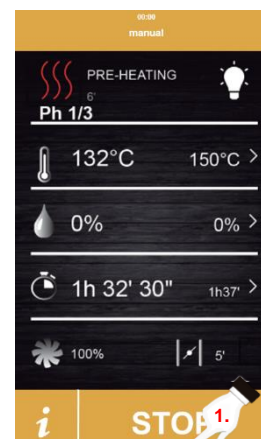 00:00
manual
PRE-HEATING
6'
Ph 1/3
132°C 150°C >
0% 0% >
1h 32' 30" 1h37' >
100% 5'
i STOP 1.